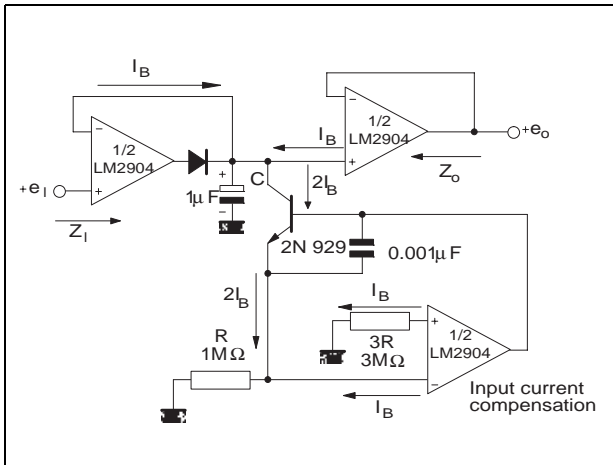 I_B
−
1/2
LM2904
+
+e_I
Z_I
+
1μF
−
C
I_B
2I_B
−
1/2
LM2904
+
+e_o
Z_o
2N 929
0.001μF
2I_B
R
1MΩ
I_B
3R
3MΩ
+
1/2
LM2904
−
I_B
Input current
compensation